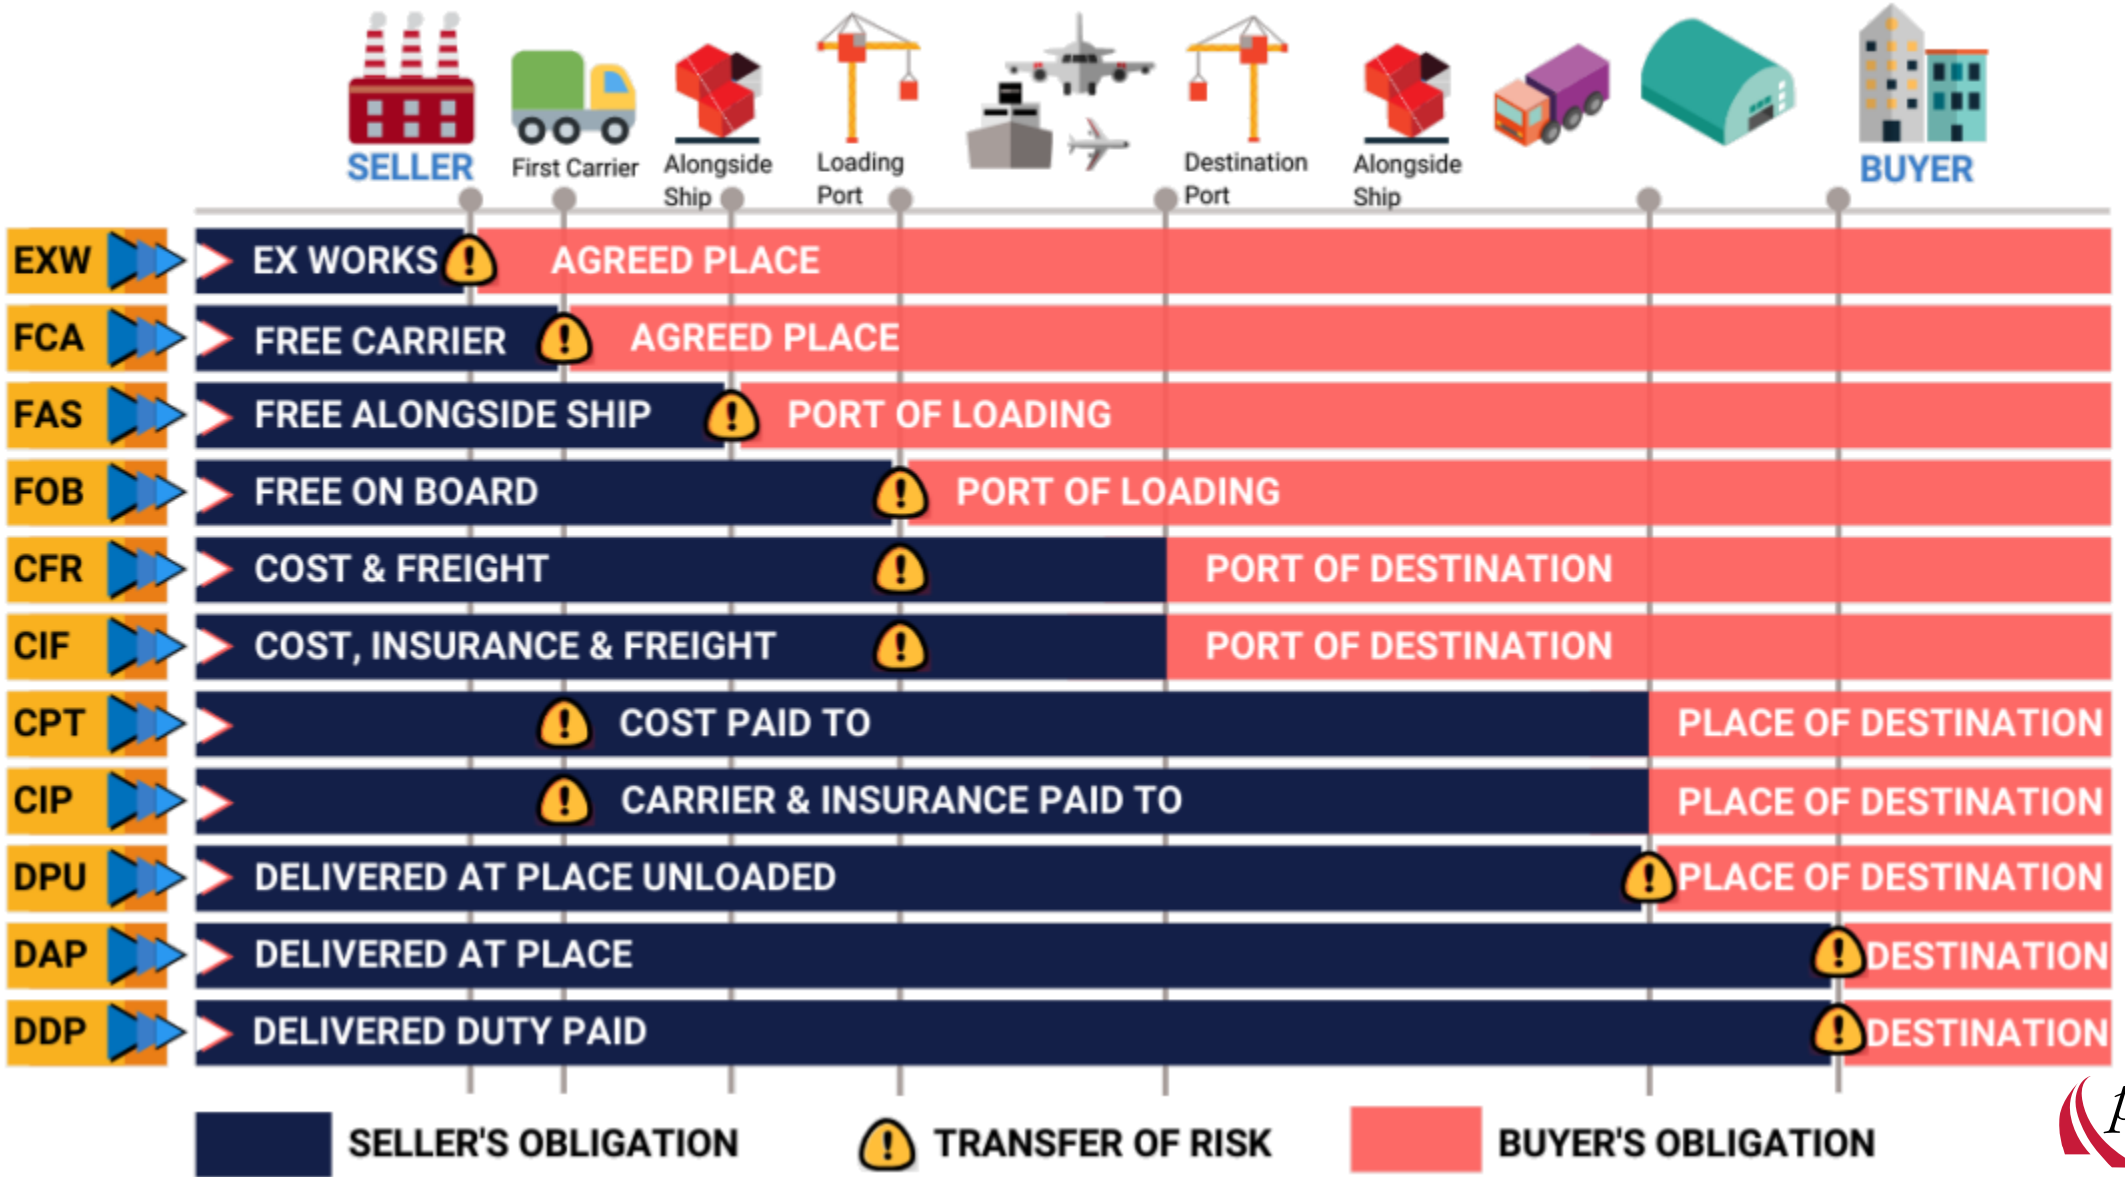 SELLER
First Carrier
Alongside
Ship
Loading
Port
Destination
Port
Alongside
Ship
BUYER
EXW EX WORKS AGREED PLACE
FCA FREE CARRIER AGREED PLACE
FAS FREE ALONGSIDE SHIP PORT OF LOADING
FOB FREE ON BOARD PORT OF LOADING
CFR COST & FREIGHT PORT OF DESTINATION
CIF COST, INSURANCE & FREIGHT PORT OF DESTINATION
CPT COST PAID TO PLACE OF DESTINATION
CIP CARRIER & INSURANCE PAID TO PLACE OF DESTINATION
DPU DELIVERED AT PLACE UNLOADED PLACE OF DESTINATION
DAP DELIVERED AT PLACE DESTINATION
DDP DELIVERED DUTY PAID DESTINATION
SELLER'S OBLIGATION TRANSFER OF RISK BUYER'S OBLIGATION